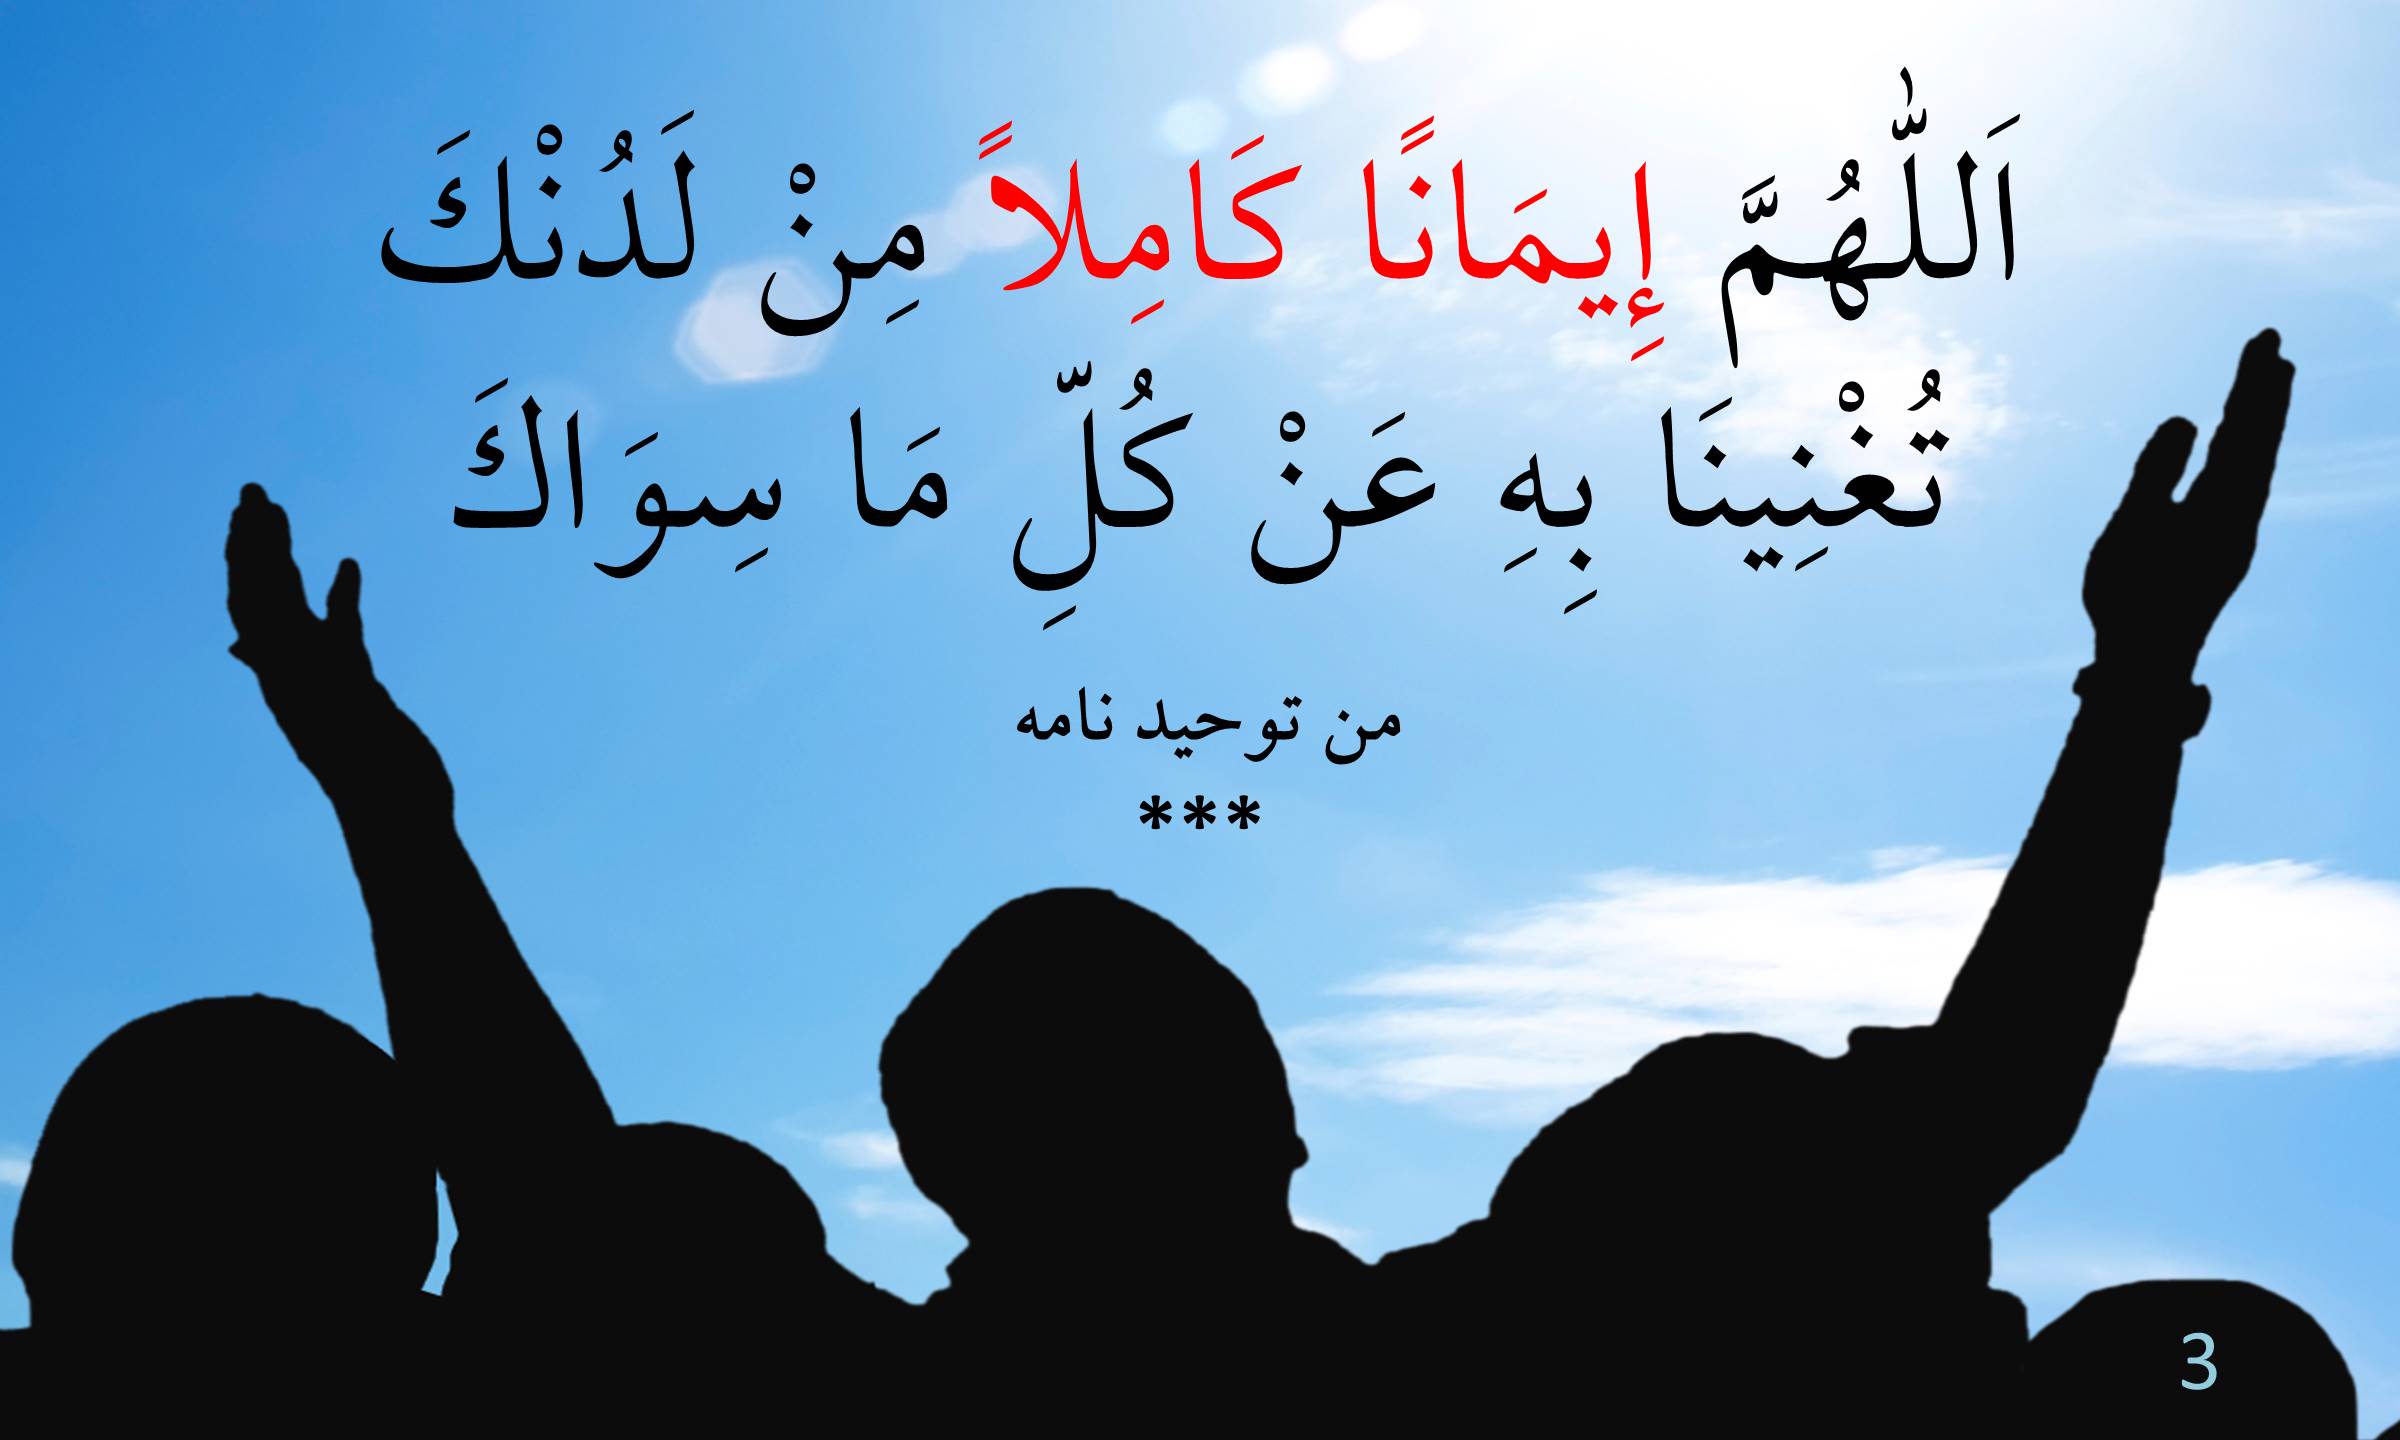 اَللّٰهُمَّ إِيمَانًا كَامِلاً مِنْ لَدُنْكَ
تُغْنِينَا بِهِ عَنْ كُلِّ مَا سِوَاكَ
من توحيد نامه
***
3